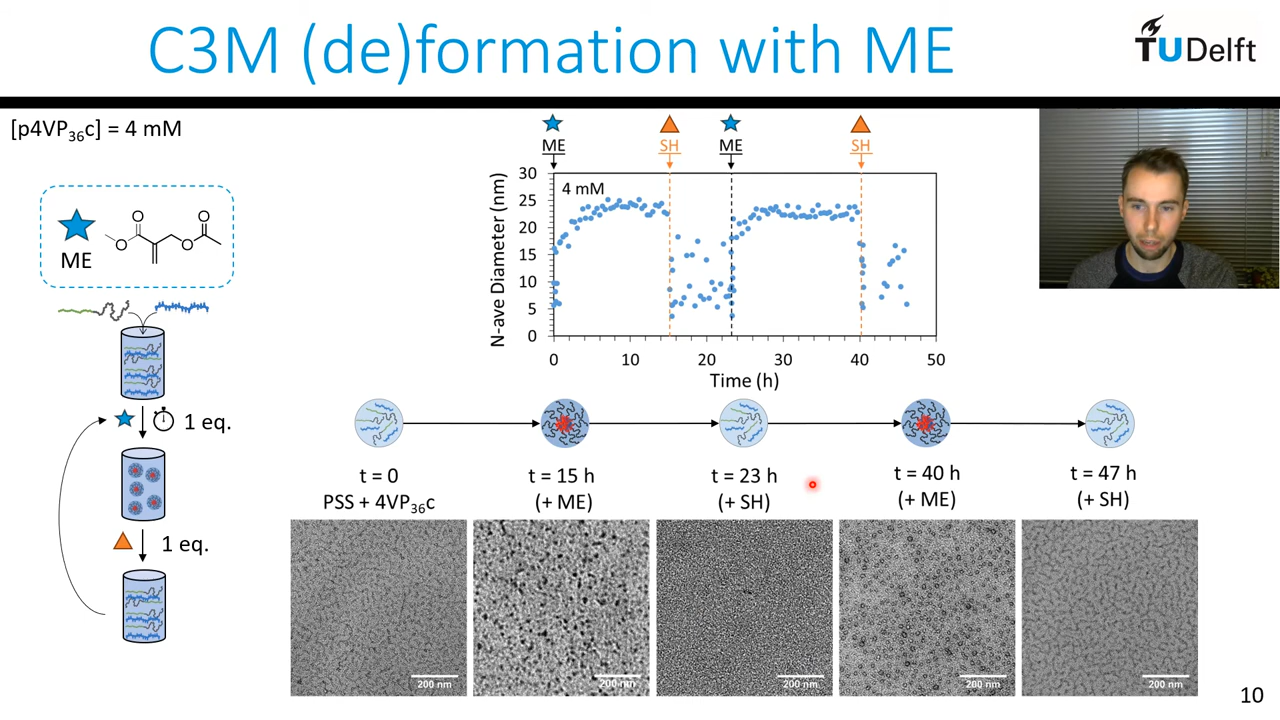 C3M (de)formation with ME
TU Delft
[p4VP₃₆c] = 4 mM
O
O
O
O
ME
1 eq.
1 eq.
ME
SH
ME
SH
4 mM
N-ave Diameter (nm)
30
25
20
15
10
5
0
0
10
20
30
40
50
Time (h)
t = 0
PSS + 4VP₃₆c
t = 15 h
(+ ME)
t = 23 h
(+ SH)
t = 40 h
(+ ME)
t = 47 h
(+ SH)
200 nm
200 nm
200 nm
200 nm
200 nm
10